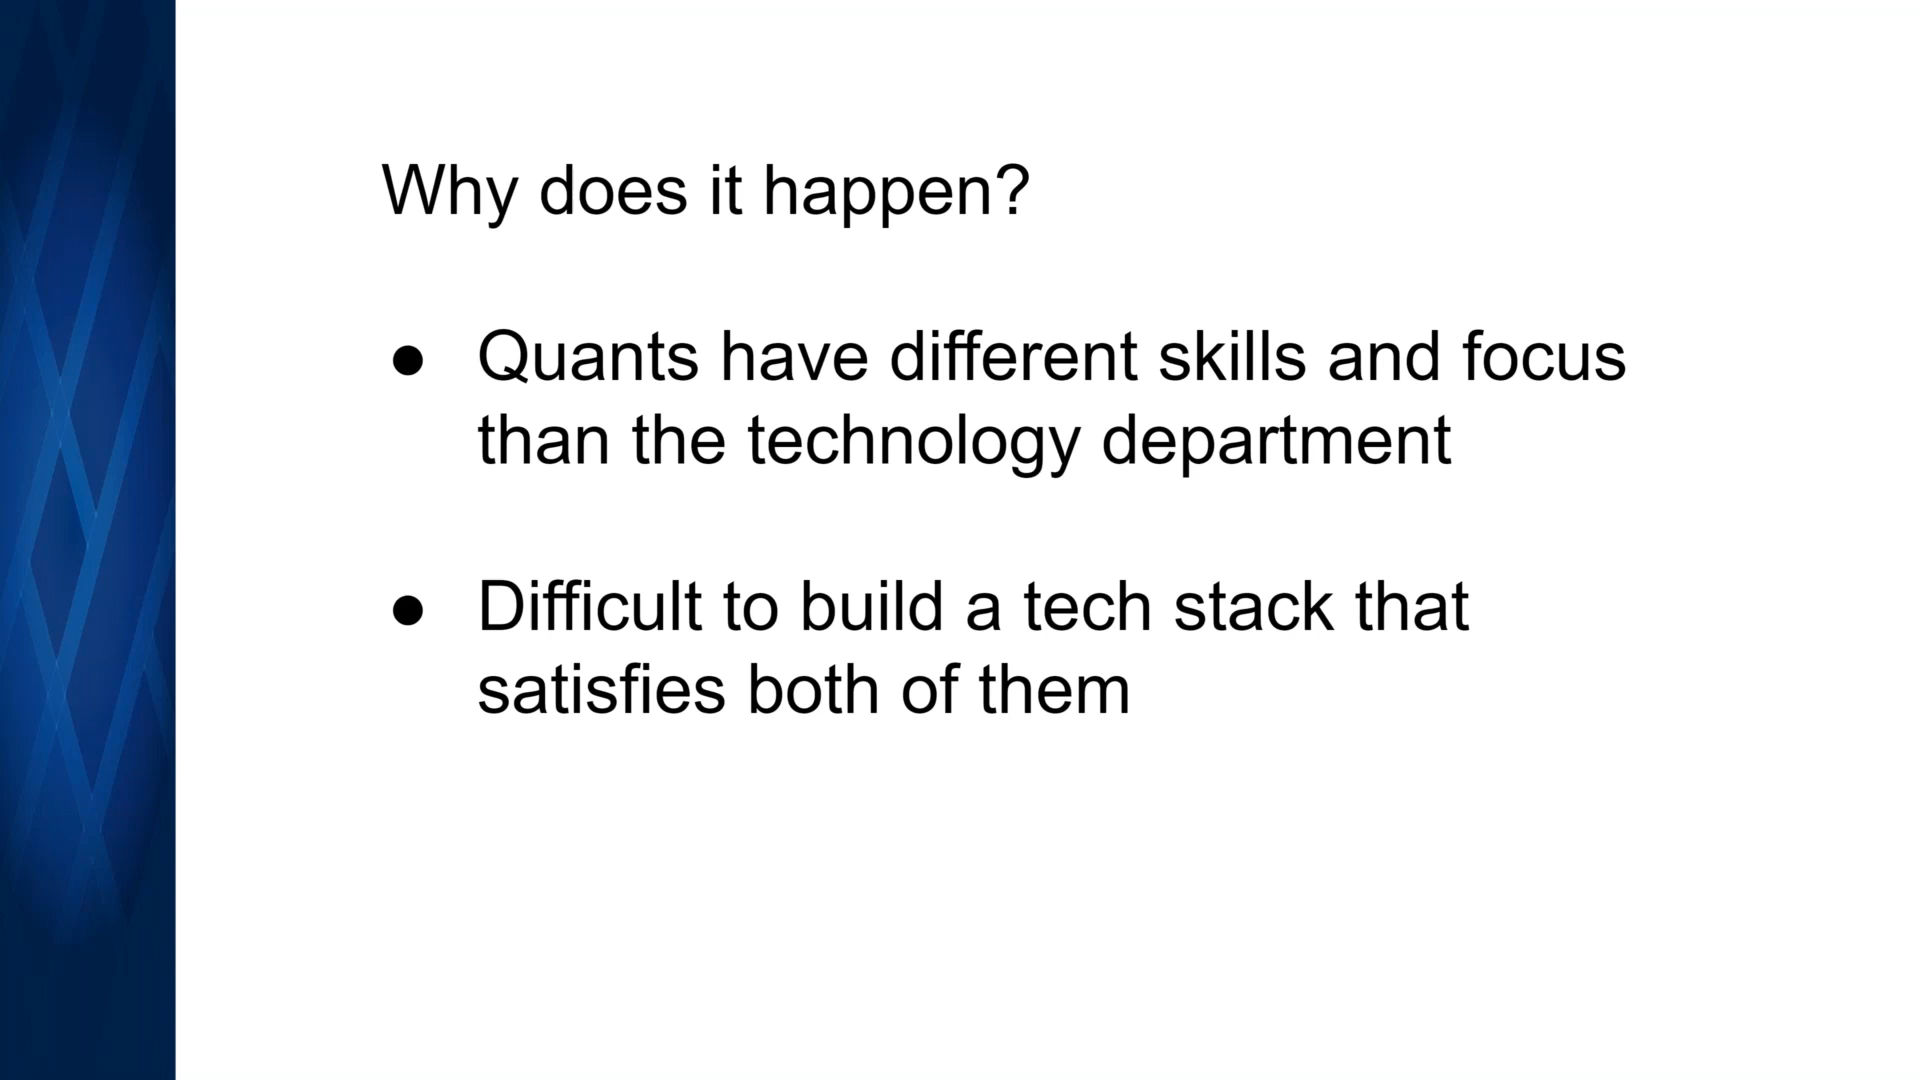 Why does it happen?
● Quants have different skills and focus
than the technology department
● Difficult to build a tech stack that
satisfies both of them